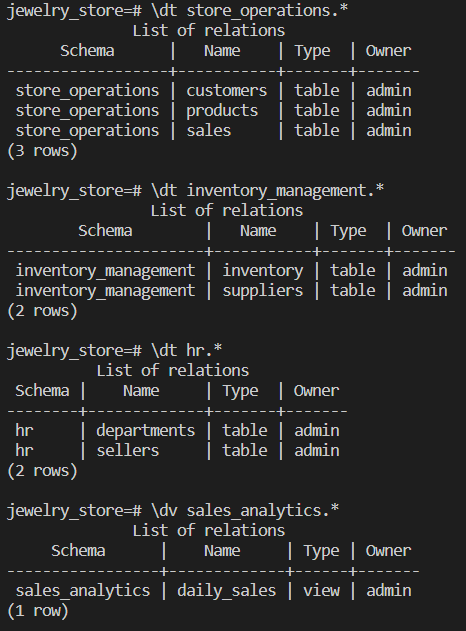 jewelry_store=# \dt store_operations.*
              List of relations
      Schema      |   Name    | Type  | Owner
------------------+-----------+-------+-------
 store_operations | customers | table | admin
 store_operations | products  | table | admin
 store_operations | sales     | table | admin
(3 rows)

jewelry_store=# \dt inventory_management.*
                List of relations
        Schema        |   Name    | Type  | Owner
----------------------+-----------+-------+-------
 inventory_management | inventory | table | admin
 inventory_management | suppliers | table | admin
(2 rows)

jewelry_store=# \dt hr.*
          List of relations
 Schema |    Name     | Type  | Owner
--------+-------------+-------+-------
 hr     | departments | table | admin
 hr     | sellers     | table | admin
(2 rows)

jewelry_store=# \dv sales_analytics.*
              List of relations
     Schema      |    Name     | Type | Owner
-----------------+-------------+------+-------
 sales_analytics | daily_sales | view | admin
(1 row)